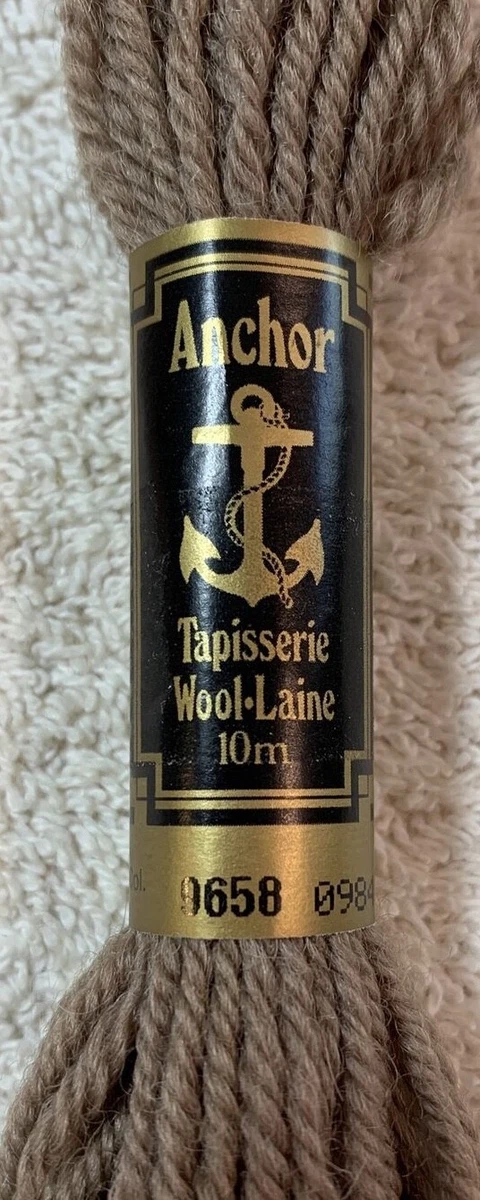 Anchor
Tapisserie
Wool•Laine
10m
9658 0984